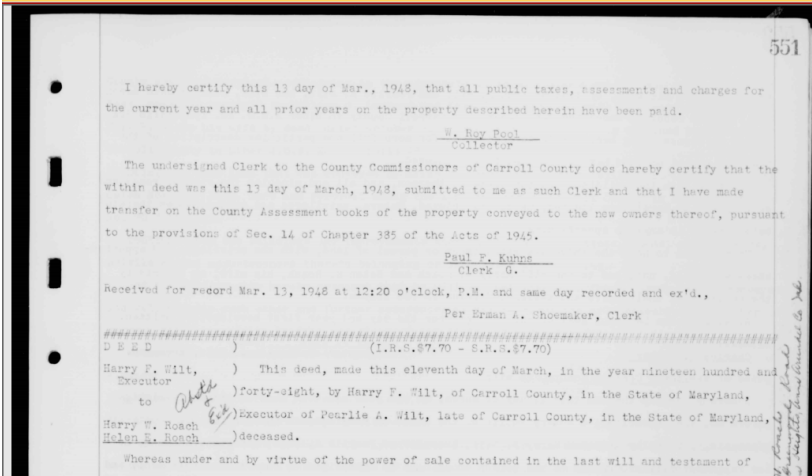 551
I hereby certify this 13 day of Mar., 1948, that all public taxes, assessments and charges for
the current year and all prior years on the property described herein have been paid.
W. Roy Pool
Collector
The undersigned Clerk to the County Commissioners of Carroll County does hereby certify that the
within deed was this 13 day of March, 1948, submitted to me as such Clerk and that I have made
transfer on the County Assessment books of the property conveyed to the new owners thereof, pursuant
to the provisions of Sec. 14 of Chapter 385 of the Acts of 1945.
Paul F. Kuhns
Clerk G.
Received for record Mar. 13, 1948 at 12:20 o'clock, P.M. and same day recorded and ex'd.,
Per Erman A. Shoemaker, Clerk
D E E D ) (I.R.S.$7.70 - S.R.S.$7.70)
Harry F. Wilt, ) This deed, made this eleventh day of March, in the year nineteen hundred and
Executor )forty-eight, by Harry F. Wilt, of Carroll County, in the State of Maryland,
to )Executor of Pearlie A. Wilt, late of Carroll County, in the State of Maryland,
Harry W. Roach
Helen E. Roach )deceased.
Whereas under and by virtue of the power of sale contained in the last will and testament of